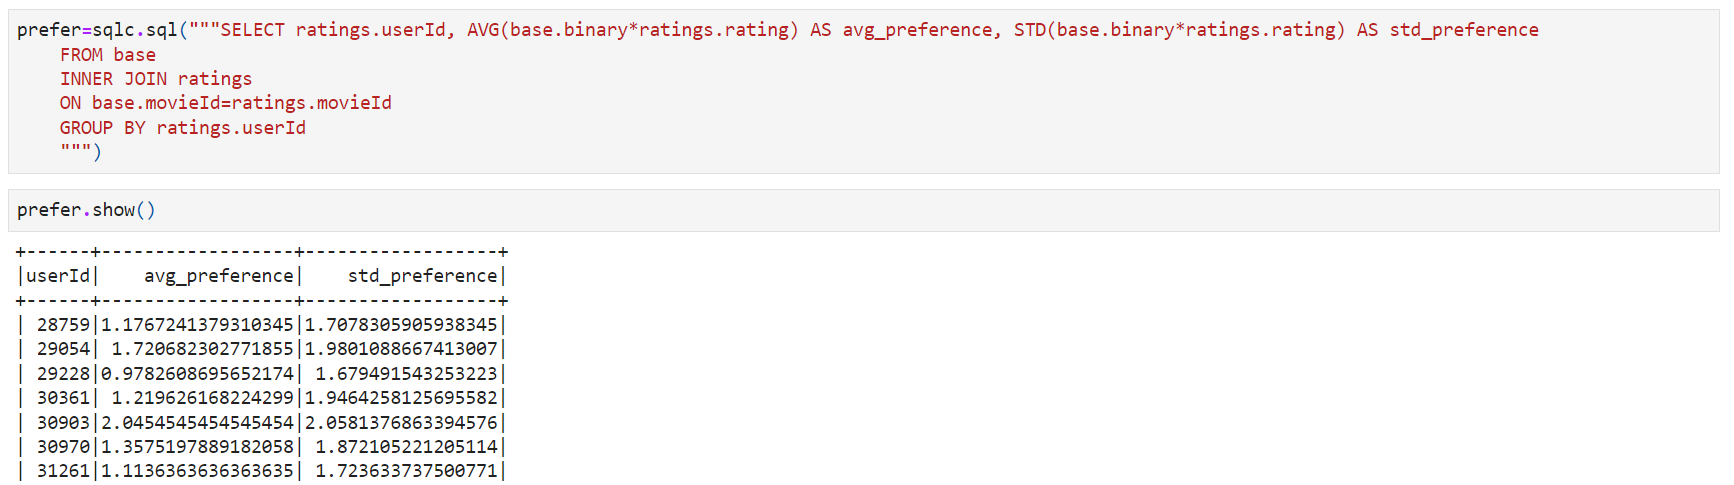 prefer=sqlc.sql("""SELECT ratings.userId, AVG(base.binary*ratings.rating) AS avg_preference, STD(base.binary*ratings.rating) AS std_preference
    FROM base
    INNER JOIN ratings
    ON base.movieId=ratings.movieId
    GROUP BY ratings.userId
    """)
prefer.show()
+------+------------------+------------------+
|userId|    avg_preference|    std_preference|
+------+------------------+------------------+
| 28759|1.1767241379310345|1.7078305905938345|
| 29054| 1.720682302771855|1.9801088667413007|
| 29228|0.9782608695652174| 1.679491543253223|
| 30361| 1.219626168224299|1.9464258125695582|
| 30903|2.0454545454545454|2.0581376863394576|
| 30970|1.3575197889182058| 1.872105221205114|
| 31261|1.1136363636363635| 1.723633737500771|